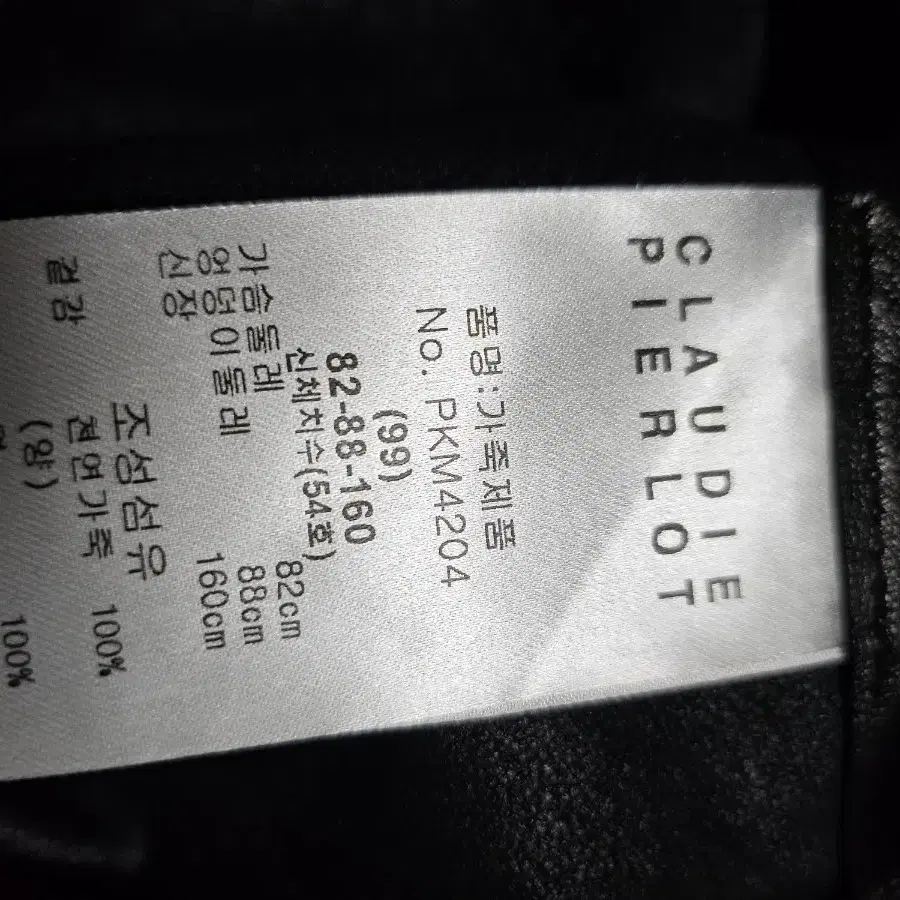 CLAUDIE
PIERLOT
품명:가죽제품
No. PKM4204
(99)
82-88-160
신체치수(54호)
가슴둘레 82cm
엉덩이둘레 88cm
신장 160cm
조성섬유
겉감 천연가죽 100%
(양)
100%